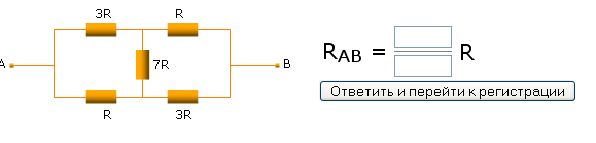 3R R
A 7R B
R 3R
R_AB = R
Ответить и перейти к регистрации